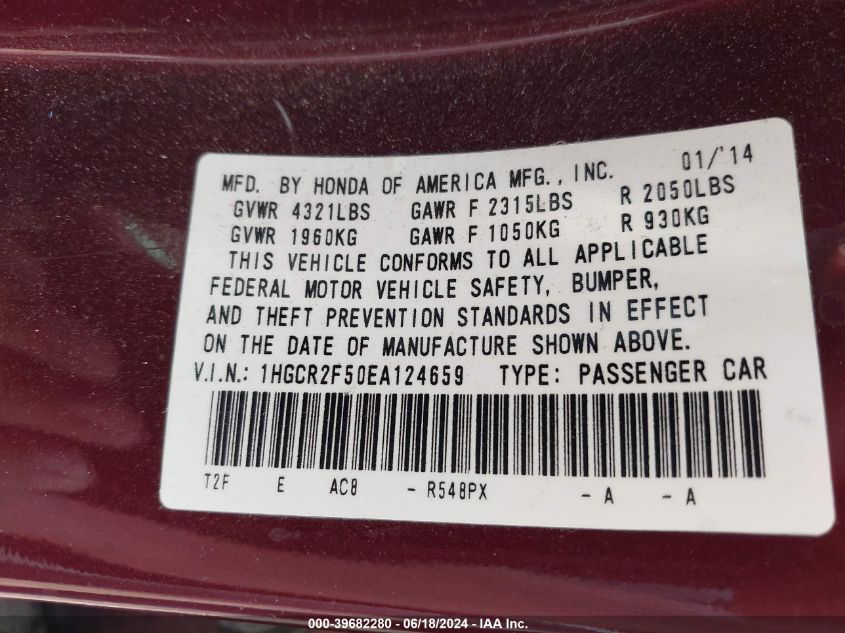 MFD. BY HONDA OF AMERICA MFG., INC. 01/'14
GVWR 4321LBS GAWR F 2315LBS R 2050LBS
GVWR 1960KG GAWR F 1050KG R 930KG
THIS VEHICLE CONFORMS TO ALL APPLICABLE
FEDERAL MOTOR VEHICLE SAFETY, BUMPER,
AND THEFT PREVENTION STANDARDS IN EFFECT
ON THE DATE OF MANUFACTURE SHOWN ABOVE.
V.I.N.: 1HGCR2F50EA124659 TYPE: PASSENGER CAR
T2F E AC8 - R548PX - A - A
000-39682280 - 06/18/2024 - IAA Inc.